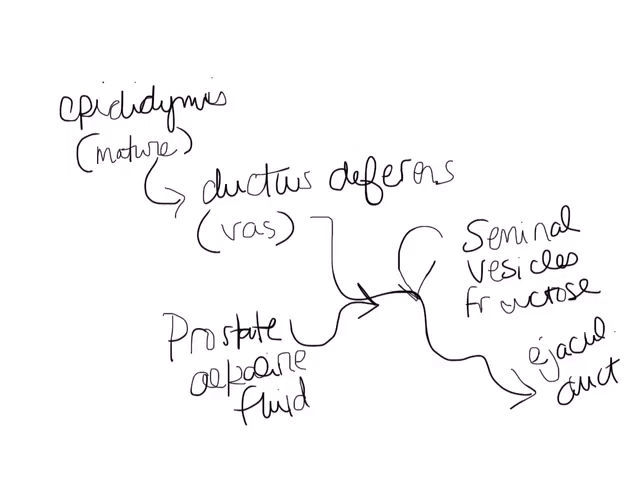 epididymis
(mature)
ductus deferens
(vas)
Seminal
vesicles
fructose
Prostate
alkaline
fluid
ejacul.
duct